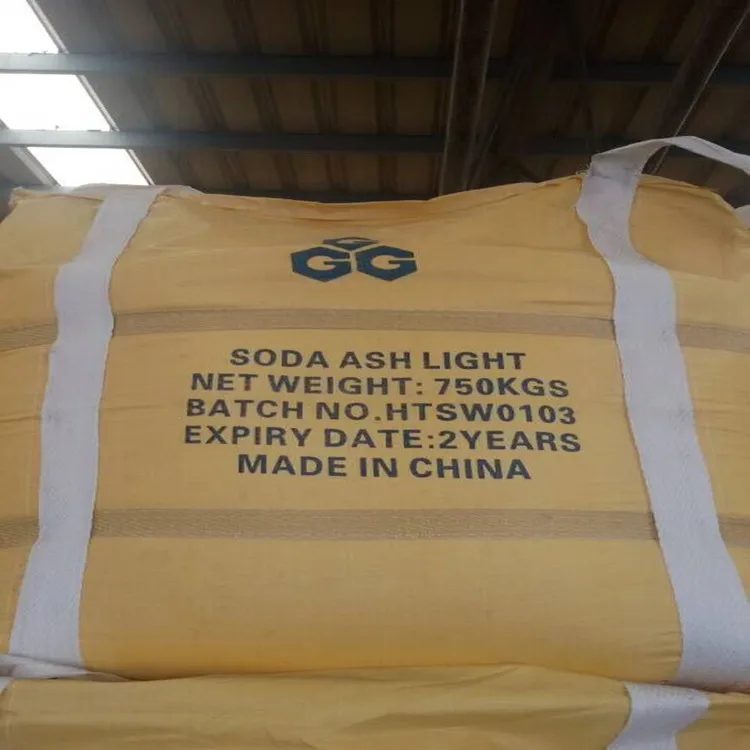 G
GG
SODA ASH LIGHT
NET WEIGHT: 750KGS
BATCH NO.HTSW0103
EXPIRY DATE:2YEARS
MADE IN CHINA